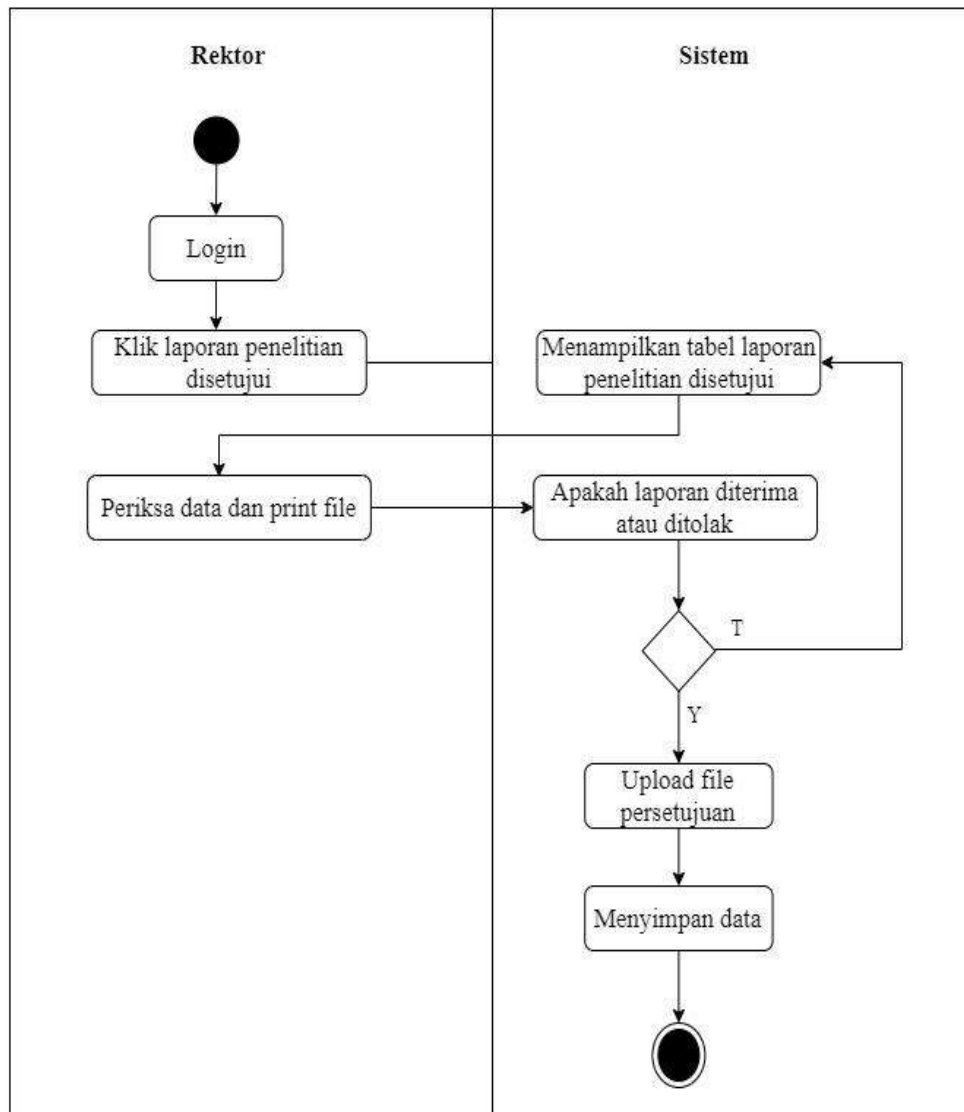 Rektor
Sistem
Login
Klik laporan penelitian
disetujui
Menampilkan tabel laporan
penelitian disetujui
Periksa data dan print file
Apakah laporan diterima
atau ditolak
T
Y
Upload file
persetujuan
Menyimpan data